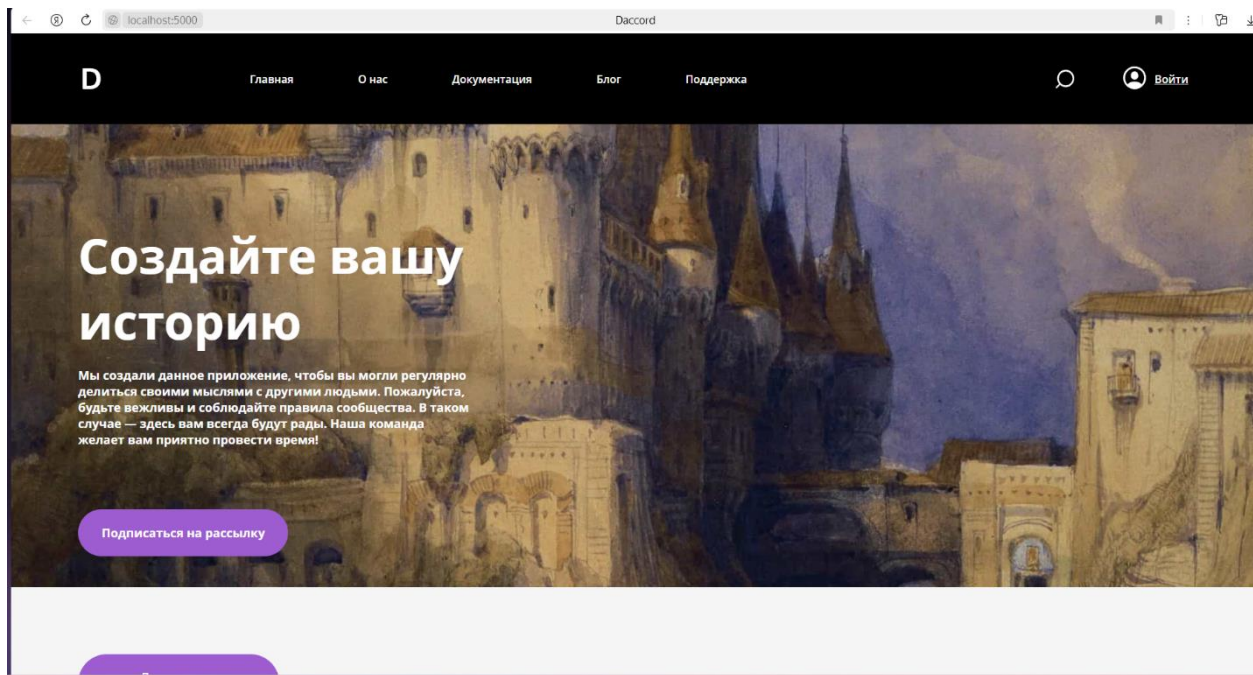 localhost:5000
Daccord
D
Главная
О нас
Документация
Блог
Поддержка
Войти
Создайте вашу
историю
Мы создали данное приложение, чтобы вы могли регулярно
делиться своими мыслями с другими людьми. Пожалуйста,
будьте вежливы и соблюдайте правила сообщества. В таком
случае — здесь вам всегда будут рады. Наша команда
желает вам приятно провести время!
Подписаться на рассылку